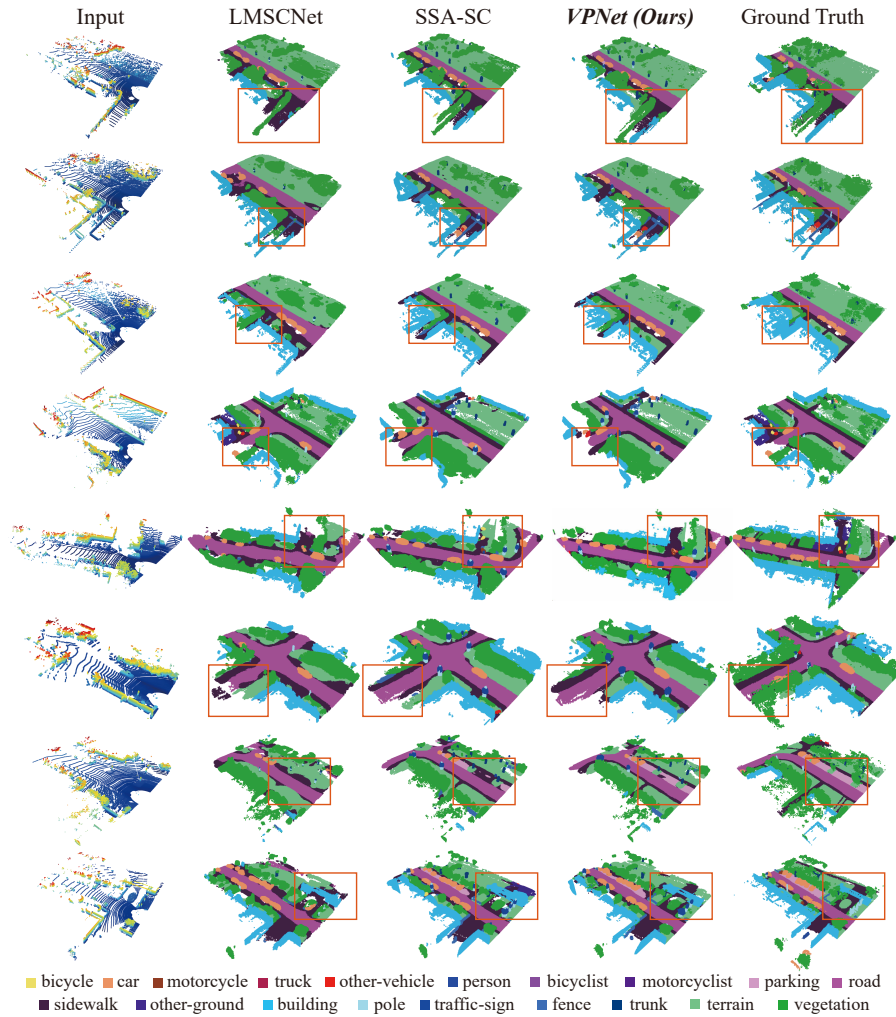 Input LMSCNet SSA-SC VPNet (Ours) Ground Truth
bicycle car motorcycle truck other-vehicle person bicyclist motorcyclist parking road
sidewalk other-ground building pole traffic-sign fence trunk terrain vegetation